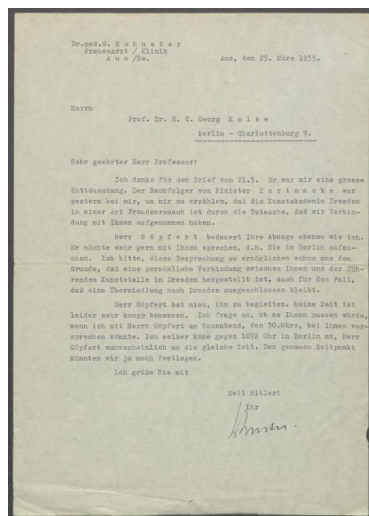 Dr.med.G. S c h u s t e r
Frauenarzt / Klinik
A u e /Sa.
Aue, den 25. März 1935.
Herrn
Prof. Dr. H. C. Georg K o l b e
Berlin - Charlottenburg 9.
Sehr geehrter Herr Professor!
Ich danke für den Brief vom 21.3. Er war mir eine grosse
Enttäuschung. Der Nachfolger von Minister H a r t n a c k e war
gestern bei mir, um mir zu erzählen, daß die Kunstakademie Dresden
in einer Art Freudenrausch ist durch die Tatsache, daß wir Verbin-
dung mit Ihnen aufgenommen haben.
Herr G ö p f e r t bedauert Ihre Absage ebenso wie ich.
Er möchte sehr gern mit Ihnen sprechen, d.h. Sie in Berlin aufsu-
chen. Ich bitte, diese Besprechung zu ermöglichen schon aus dem
Grunde, daß eine persönliche Verbindung zwischen Ihnen und der füh-
renden Kunststelle in Dresden hergestellt ist, auch für den Fall,
daß eine Übersiedlung nach Dresden ausgeschlossen bleibt.
Herr Göpfert bat mich, ihn zu begleiten. Meine Zeit ist
leider sehr knapp bemessen. Ich frage an, ob es Ihnen passen würde,
wenn ich mit Herrn Göpfert am Sonnabend, den 30.März, bei Ihnen vor-
sprechen könnte. Ich selber käme gegen 10½ Uhr in Berlin an, Herr
Göpfert wahrscheinlich um die gleiche Zeit. Den genauen Zeitpunkt
könnten wir ja noch festlegen.
Ich grüße Sie mit
Heil Hitler!
Ihr
Schuster.